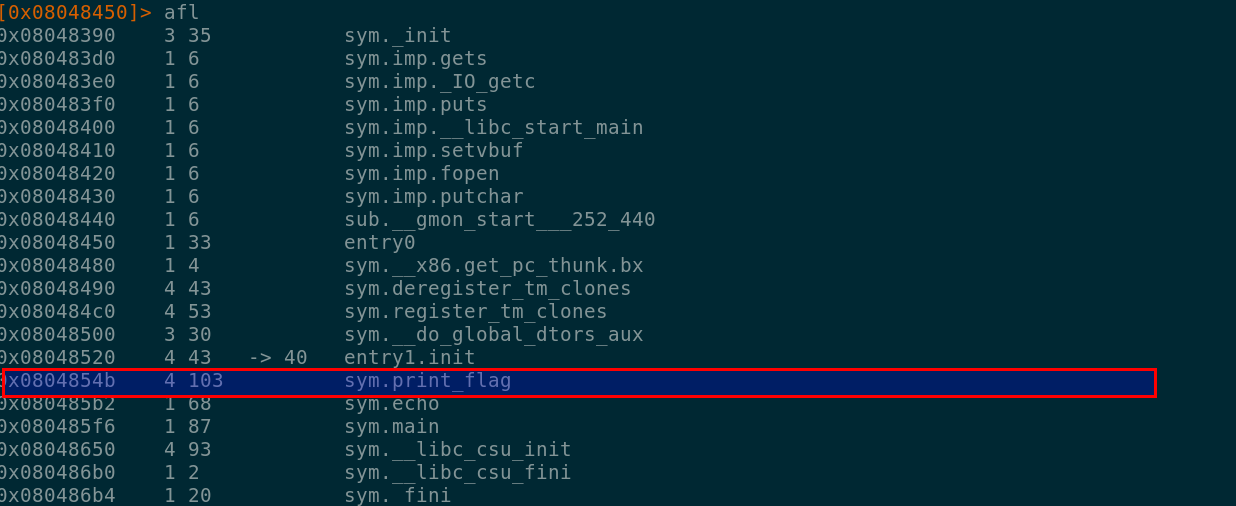 [0x08048450]> afl
0x08048390    3 35           sym._init
0x080483d0    1 6            sym.imp.gets
0x080483e0    1 6            sym.imp._IO_getc
0x080483f0    1 6            sym.imp.puts
0x08048400    1 6            sym.imp.__libc_start_main
0x08048410    1 6            sym.imp.setvbuf
0x08048420    1 6            sym.imp.fopen
0x08048430    1 6            sym.imp.putchar
0x08048440    1 6            sub.__gmon_start___252_440
0x08048450    1 33           entry0
0x08048480    1 4            sym.__x86.get_pc_thunk.bx
0x08048490    4 43           sym.deregister_tm_clones
0x080484c0    4 53           sym.register_tm_clones
0x08048500    3 30           sym.__do_global_dtors_aux
0x08048520    4 43   -> 40   entry1.init
0x0804854b    4 103          sym.print_flag
0x080485b2    1 68           sym.echo
0x080485f6    1 87           sym.main
0x08048650    4 93           sym.__libc_csu_init
0x080486b0    1 2            sym.__libc_csu_fini
0x080486b4    1 20           sym._fini